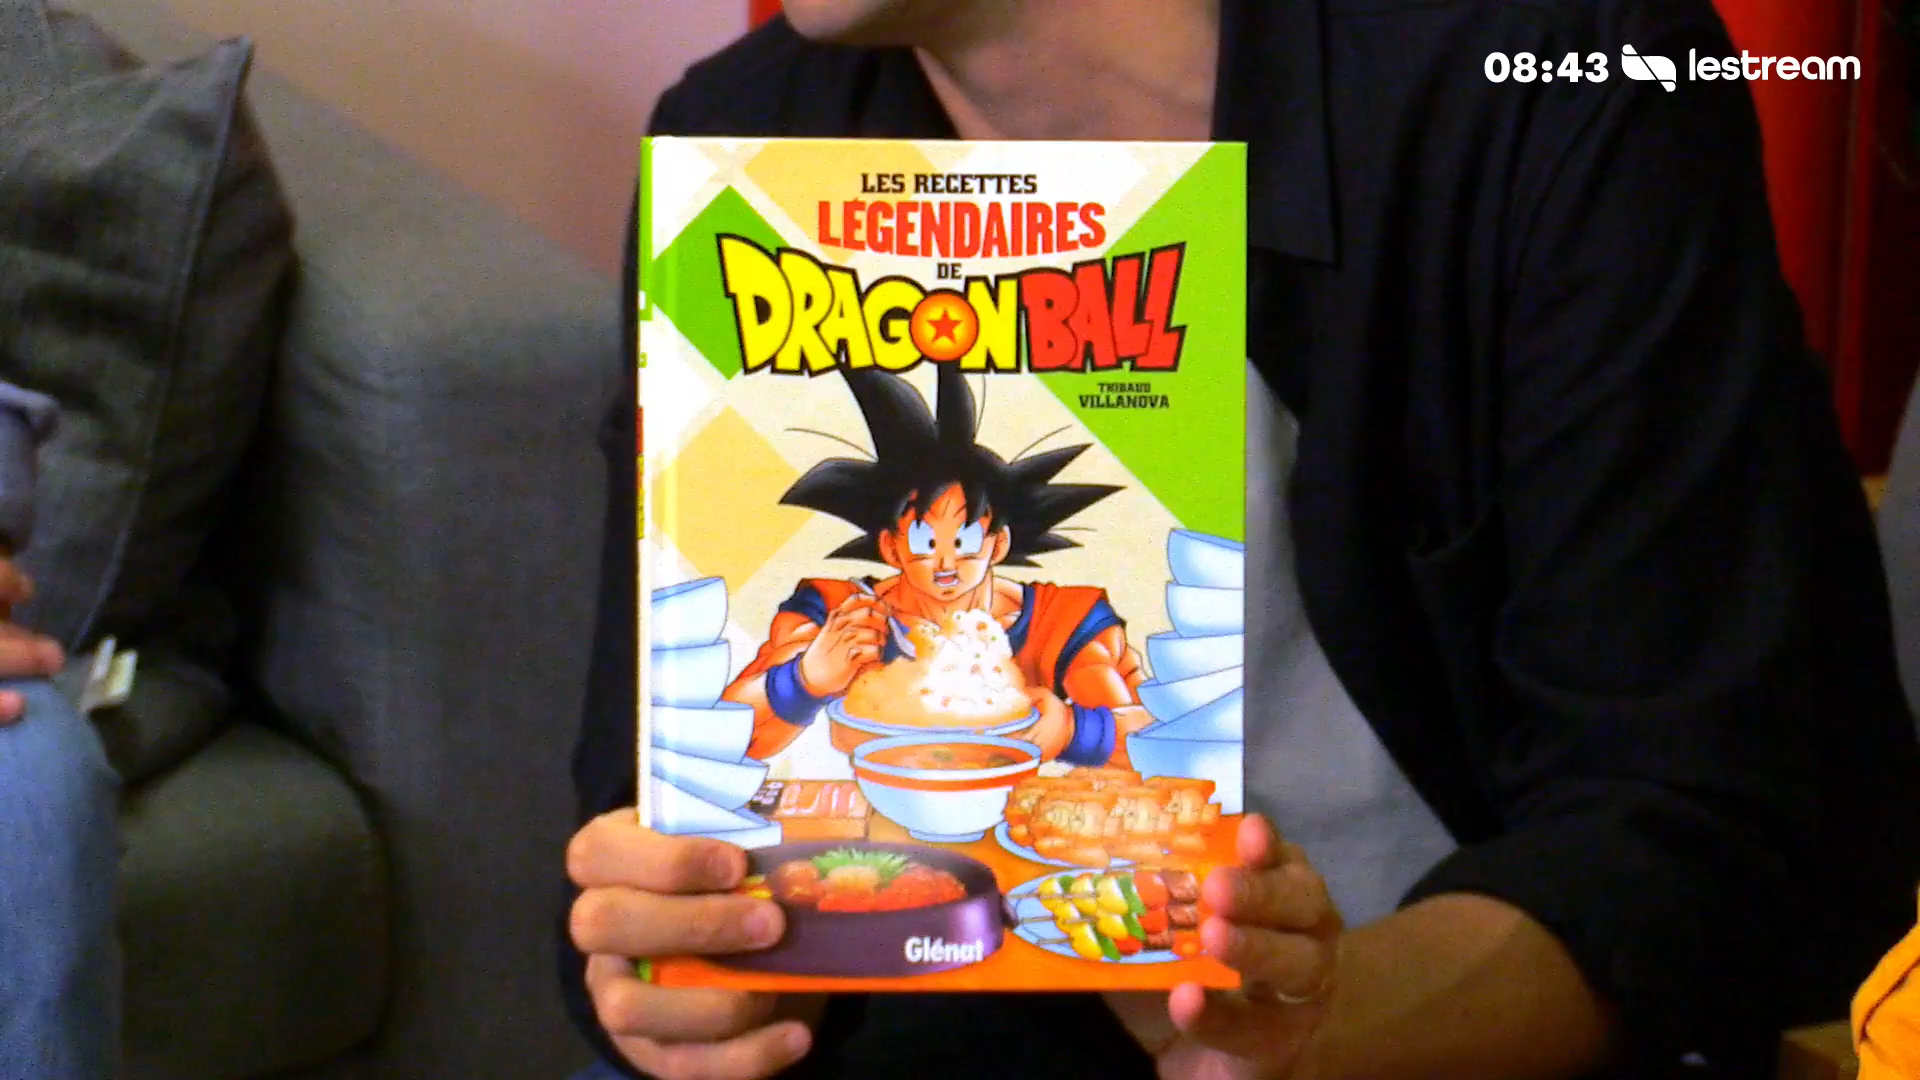 08:43 lestream
LES RECETTES
LÉGENDAIRES
DE
DRAGON BALL
THIBAUD
VILLANOVA
Glénat